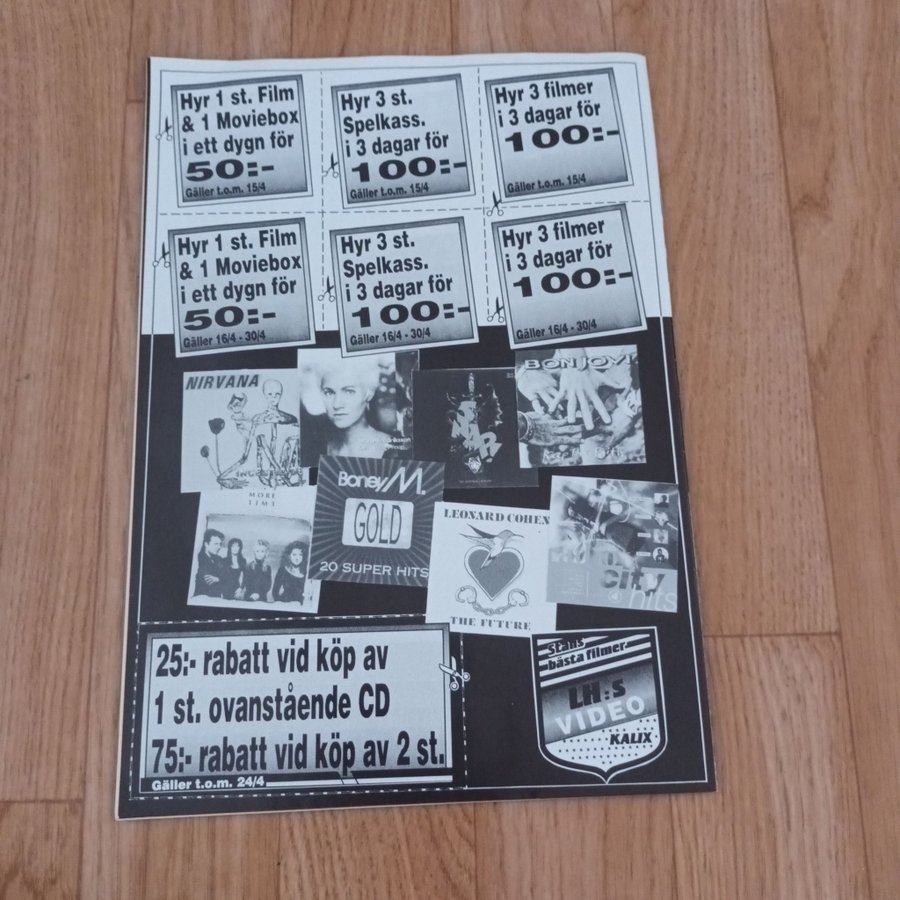 Hyr 1 st. Film
& 1 Moviebox
i ett dygn för
50:-
Gäller t.o.m. 15/4
Hyr 3 st.
Spelkass.
i 3 dagar för
100:-
Gäller t.o.m. 15/4
Hyr 3 filmer
i 3 dagar för
100:-
Gäller t.o.m. 15/4
Hyr 1 st. Film
& 1 Moviebox
i ett dygn för
50:-
Gäller 16/4 - 30/4
Hyr 3 st.
Spelkass.
i 3 dagar för
100:-
Gäller 16/4 - 30/4
Hyr 3 filmer
i 3 dagar för
100:-
Gäller 16/4 - 30/4
NIRVANA
BON JOVI
MORE
TIME
Boney M.
GOLD
20 SUPER HITS
LEONARD COHEN
THE FUTURE
CITY
hits
25:- rabatt vid köp av
1 st. ovanstående CD
75:- rabatt vid köp av 2 st.
Gäller t.o.m. 24/4
Stans
bästa filmer
LH:s
VIDEO
KALIX